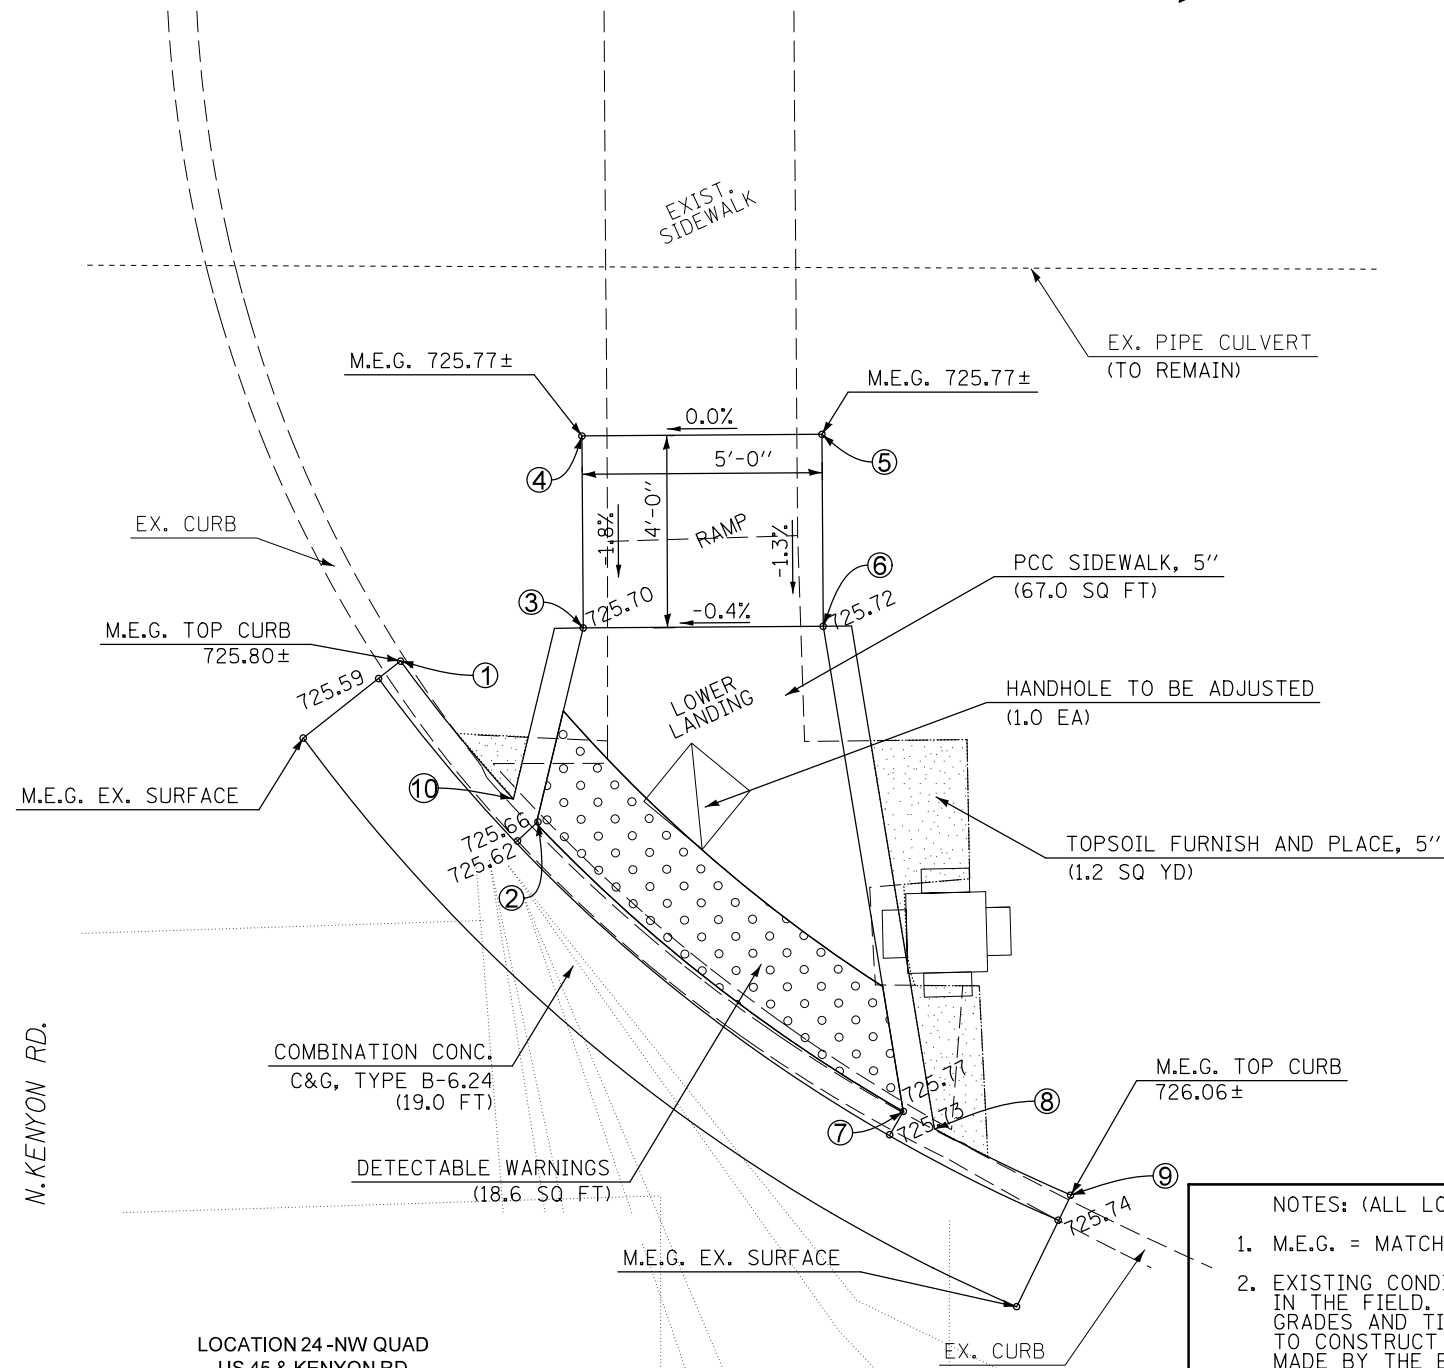 EXIST.
SIDEWALK
EX. PIPE CULVERT
(TO REMAIN)
M.E.G. 725.77±
M.E.G. 725.77±
0.0%
5'-0"
4
5
4'-0"
-1.8%
RAMP
-1.3%
EX. CURB
PCC SIDEWALK, 5"
(67.0 SQ FT)
6
3
725.70
-0.4%
725.72
M.E.G. TOP CURB
725.80±
1
725.59
LOWER
LANDING
HANDHOLE TO BE ADJUSTED
(1.0 EA)
M.E.G. EX. SURFACE
10
725.66
725.62
2
TOPSOIL FURNISH AND PLACE, 5"
(1.2 SQ YD)
N.KENYON RD.
COMBINATION CONC.
C&G, TYPE B-6.24
(19.0 FT)
M.E.G. TOP CURB
726.06±
725.77
725.73
7
8
DETECTABLE WARNINGS
(18.6 SQ FT)
9
725.74
M.E.G. EX. SURFACE
EX. CURB
NOTES: (ALL LO
1. M.E.G. = MATCH
2. EXISTING COND
IN THE FIELD.
GRADES AND TI
TO CONSTRUCT
MADE BY THE
LOCATION 24 -NW QUAD
US 45 & KENYON RD